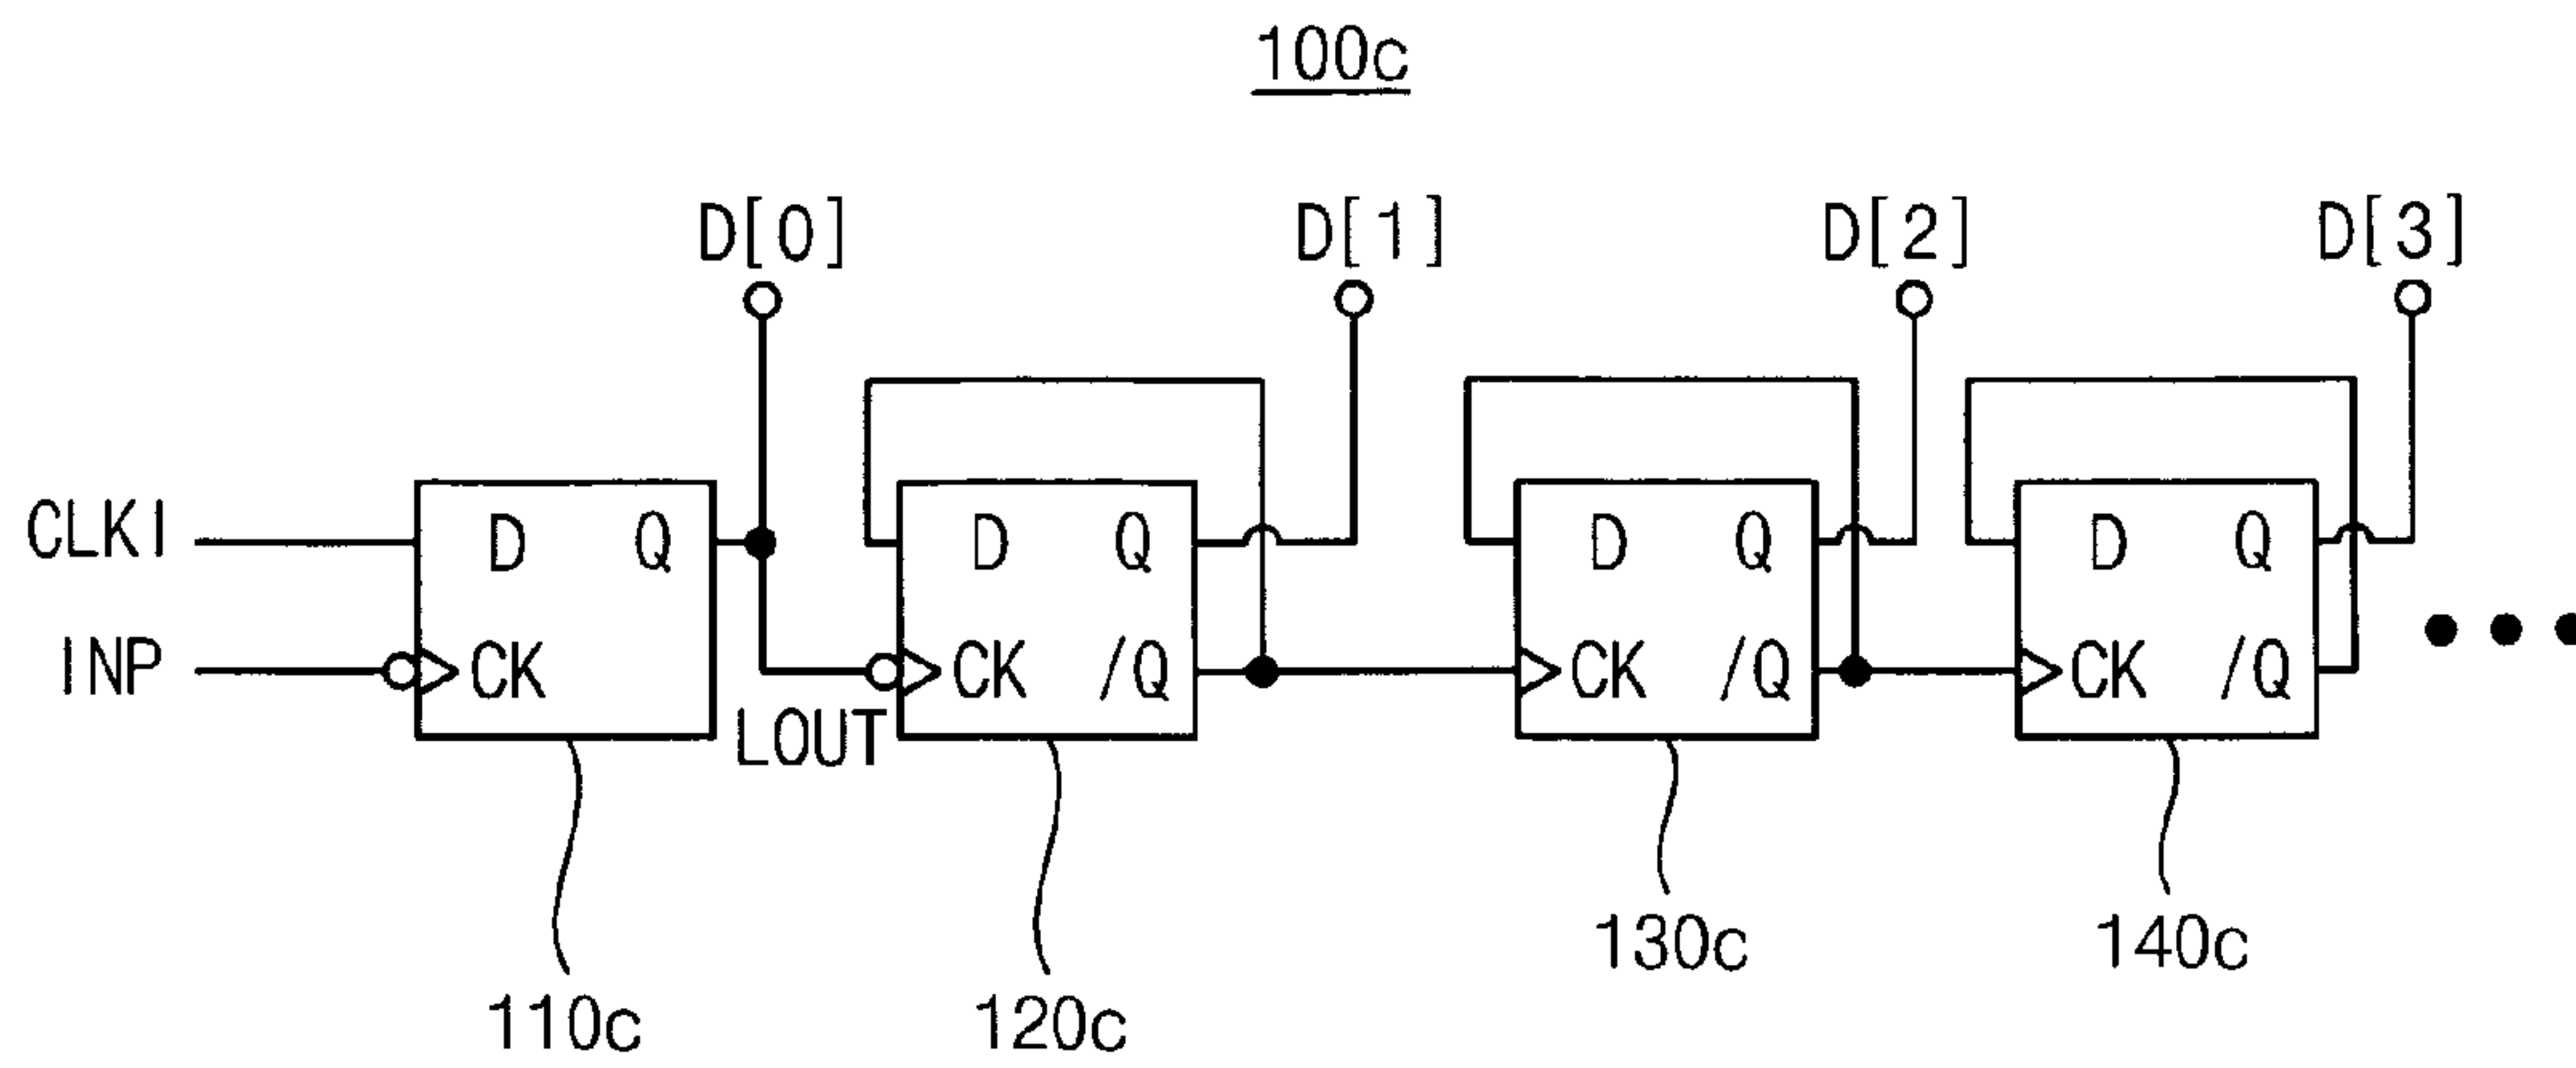 100c
D[0] D[1] D[2] D[3]
CLKI D Q D Q D Q D Q
INP CK CK /Q CK /Q CK /Q
LOUT
130c 140c
110c 120c